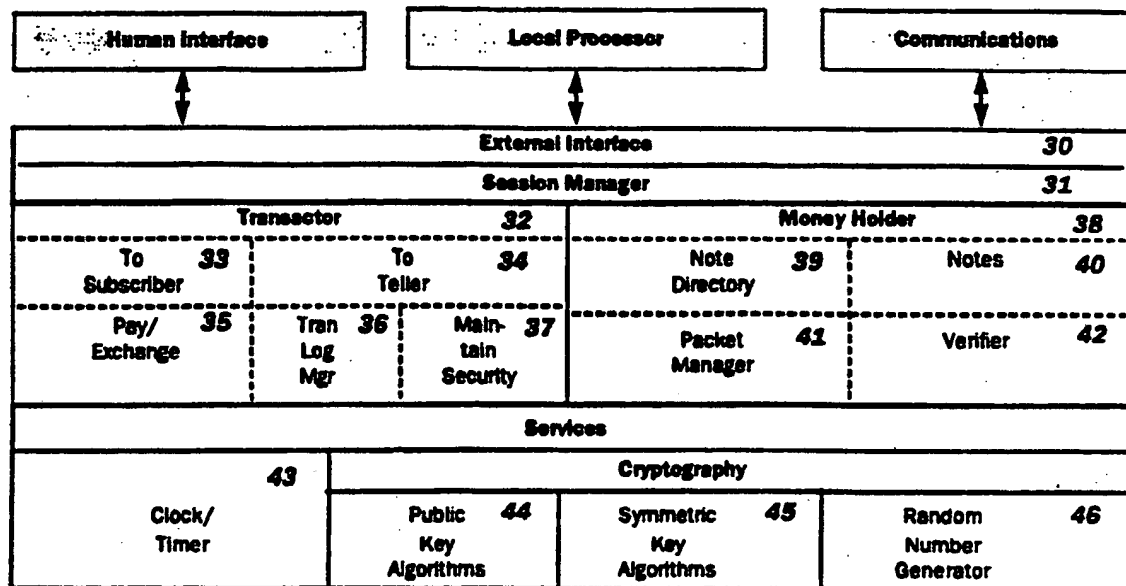 Human Interface
Local Processor
Communications
External Interface 30
Session Manager 31
Transactor 32
Money Holder 38
To 33
Subscriber
To 34
Teller
Note 39
Directory
Notes 40
Pay/ 35
Exchange
Tran 36
Log
Mgr
Main- 37
tain
Security
Packet 41
Manager
Verifier 42
Services
43
Clock/
Timer
Cryptography
Public 44
Key
Algorithms
Symmetric 45
Key
Algorithms
Random 46
Number
Generator